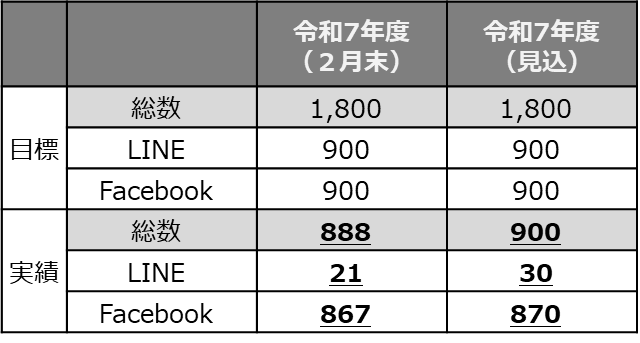 令和7年度 令和7年度
（２月末） （見込）
総数 1,800 1,800
目標 LINE 900 900
Facebook 900 900
総数 888 900
実績 LINE 21 30
Facebook 867 870